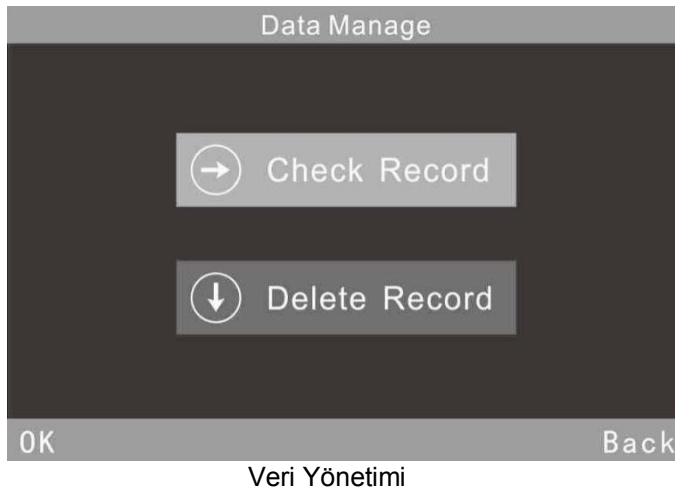 Data Manage
Check Record
Delete Record
OK Back
Veri Yönetimi